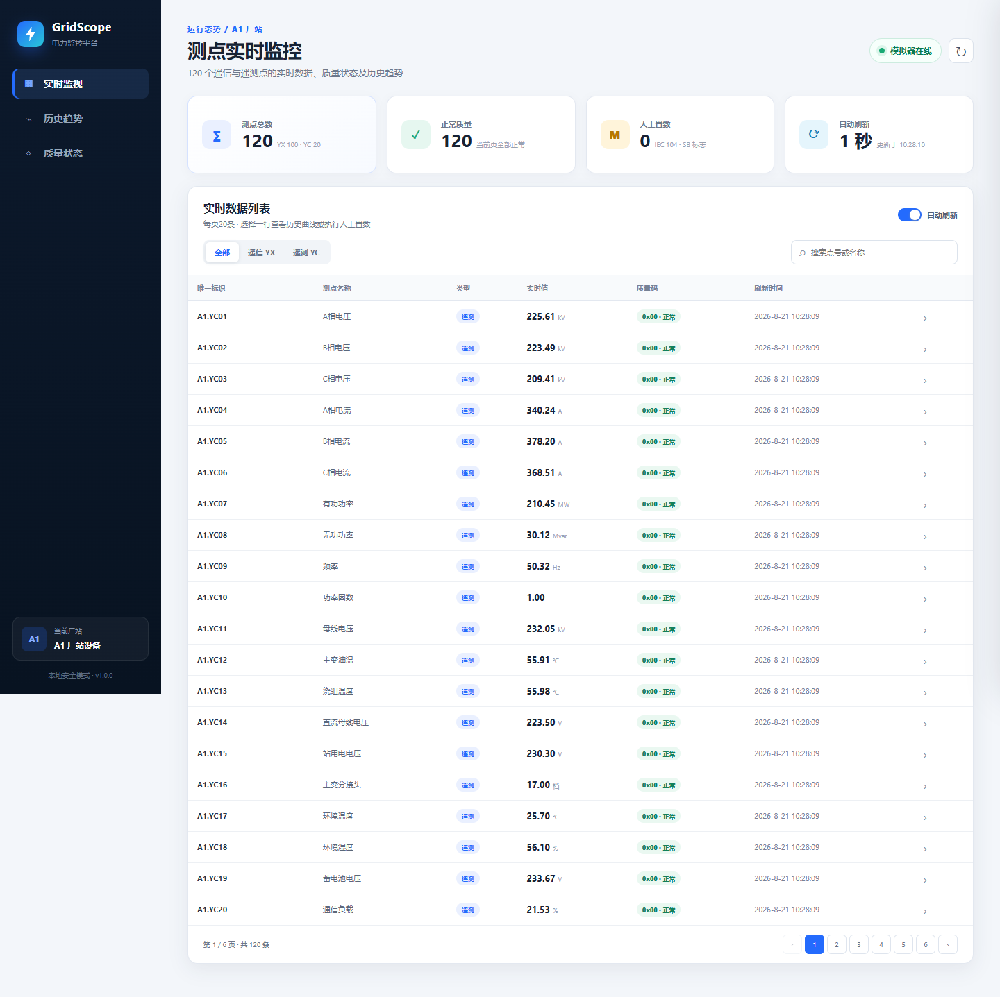 GridScope
电力监控平台
实时监视
历史趋势
质量状态
A1
当前厂站
A1 厂站设备
本地安全模式 · v1.0.0
运行态势 / A1 厂站
测点实时监控
120 个遥信与遥测点的实时数据、质量状态及历史趋势
模拟器在线
Σ
测点总数
120 YX 100 · YC 20
✓
正常质量
120 当前页全部正常
M
人工置数
0 IEC 104 · SB 标志
自动刷新
1 秒 更新于 10:28:10
实时数据列表
每页20条 · 选择一行查看历史曲线或执行人工置数
自动刷新
全部 遥信 YX 遥测 YC
搜索点号或名称
唯一标识 测点名称 类型 实时值 质量码 刷新时间
A1.YC01 A相电压 遥测 225.61 kV 0x00 · 正常 2026-8-21 10:28:09 ›
A1.YC02 B相电压 遥测 223.49 kV 0x00 · 正常 2026-8-21 10:28:09 ›
A1.YC03 C相电压 遥测 209.41 kV 0x00 · 正常 2026-8-21 10:28:09 ›
A1.YC04 A相电流 遥测 340.24 A 0x00 · 正常 2026-8-21 10:28:09 ›
A1.YC05 B相电流 遥测 378.20 A 0x00 · 正常 2026-8-21 10:28:09 ›
A1.YC06 C相电流 遥测 368.51 A 0x00 · 正常 2026-8-21 10:28:09 ›
A1.YC07 有功功率 遥测 210.45 MW 0x00 · 正常 2026-8-21 10:28:09 ›
A1.YC08 无功功率 遥测 30.12 Mvar 0x00 · 正常 2026-8-21 10:28:09 ›
A1.YC09 频率 遥测 50.32 Hz 0x00 · 正常 2026-8-21 10:28:09 ›
A1.YC10 功率因数 遥测 1.00 0x00 · 正常 2026-8-21 10:28:09 ›
A1.YC11 母线电压 遥测 232.05 kV 0x00 · 正常 2026-8-21 10:28:09 ›
A1.YC12 主变油温 遥测 55.91 ℃ 0x00 · 正常 2026-8-21 10:28:09 ›
A1.YC13 绕组温度 遥测 55.98 ℃ 0x00 · 正常 2026-8-21 10:28:09 ›
A1.YC14 直流母线电压 遥测 223.50 V 0x00 · 正常 2026-8-21 10:28:09 ›
A1.YC15 站用电电压 遥测 230.30 V 0x00 · 正常 2026-8-21 10:28:09 ›
A1.YC16 主变分接头 遥测 17.00 档 0x00 · 正常 2026-8-21 10:28:09 ›
A1.YC17 环境温度 遥测 25.70 ℃ 0x00 · 正常 2026-8-21 10:28:09 ›
A1.YC18 环境湿度 遥测 56.10 % 0x00 · 正常 2026-8-21 10:28:09 ›
A1.YC19 蓄电池电压 遥测 233.67 V 0x00 · 正常 2026-8-21 10:28:09 ›
A1.YC20 通信负载 遥测 21.53 % 0x00 · 正常 2026-8-21 10:28:09 ›
第 1 / 6 页 · 共 120 条
‹ 1 2 3 4 5 6 ›